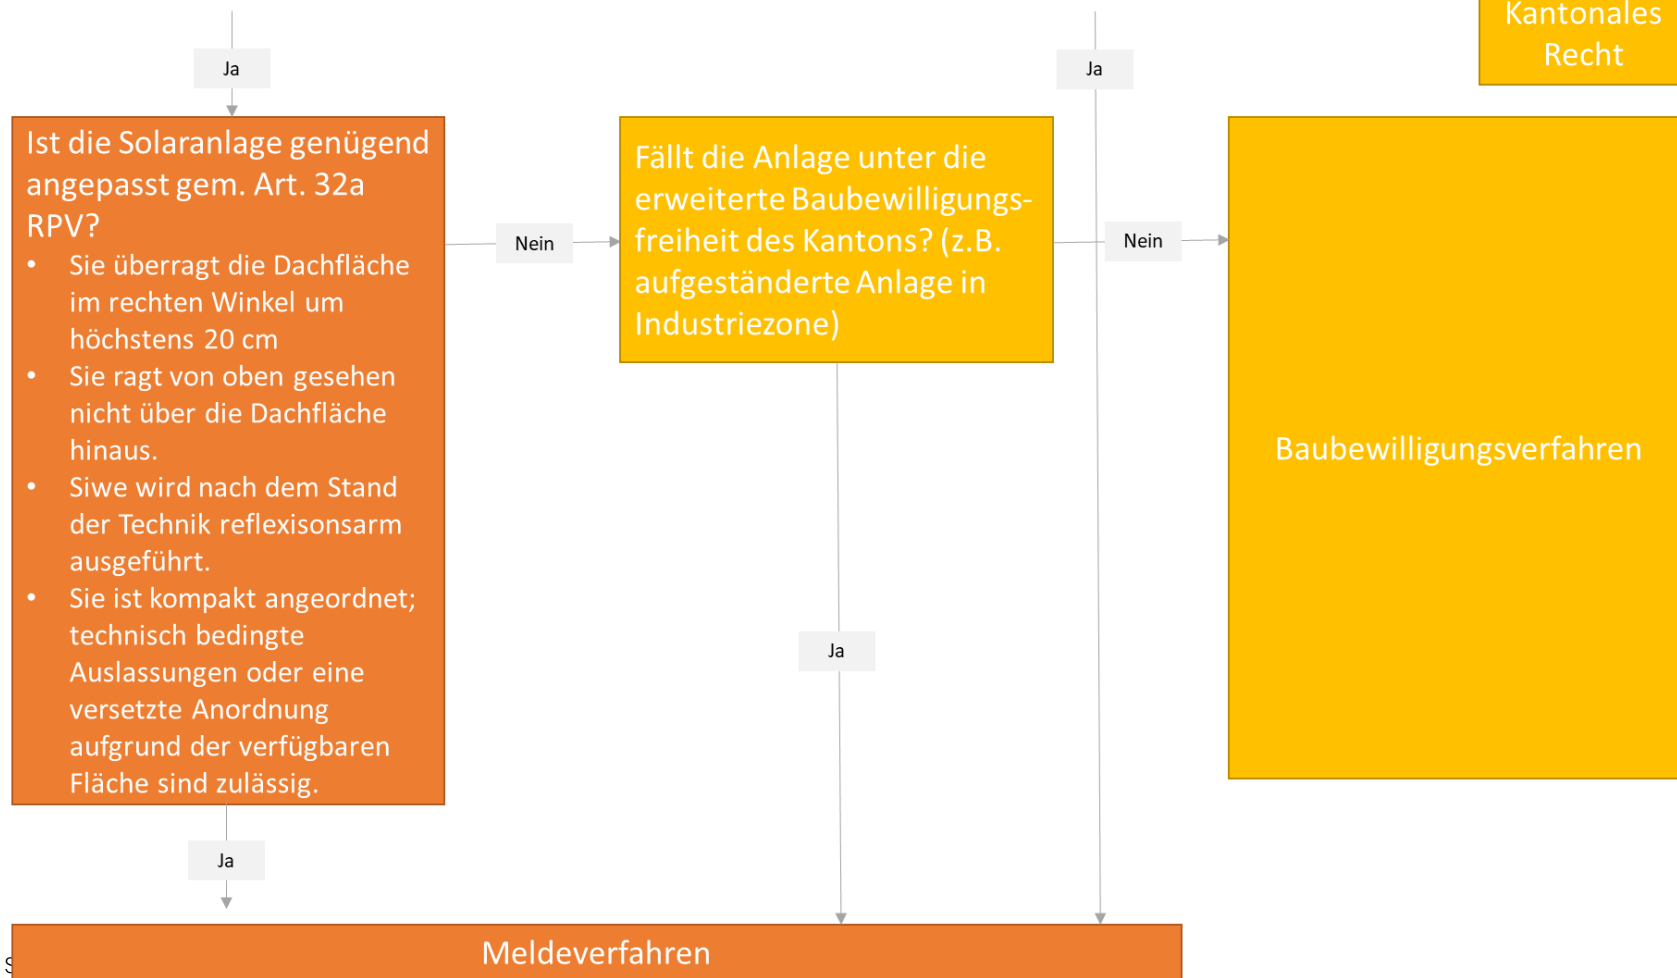 Kantonales
Recht
Ja
Ja
Ist die Solaranlage genügend
angepasst gem. Art. 32a
RPV?
• Sie überragt die Dachfläche
im rechten Winkel um
höchstens 20 cm
• Sie ragt von oben gesehen
nicht über die Dachfläche
hinaus.
• Siwe wird nach dem Stand
der Technik reflexisonsarm
ausgeführt.
• Sie ist kompakt angeordnet;
technisch bedingte
Auslassungen oder eine
versetzte Anordnung
aufgrund der verfügbaren
Fläche sind zulässig.
Nein
Fällt die Anlage unter die
erweiterte Baubewilligungs-
freiheit des Kantons? (z.B.
aufgeständerte Anlage in
Industriezone)
Nein
Baubewilligungsverfahren
Ja
Ja
Meldeverfahren